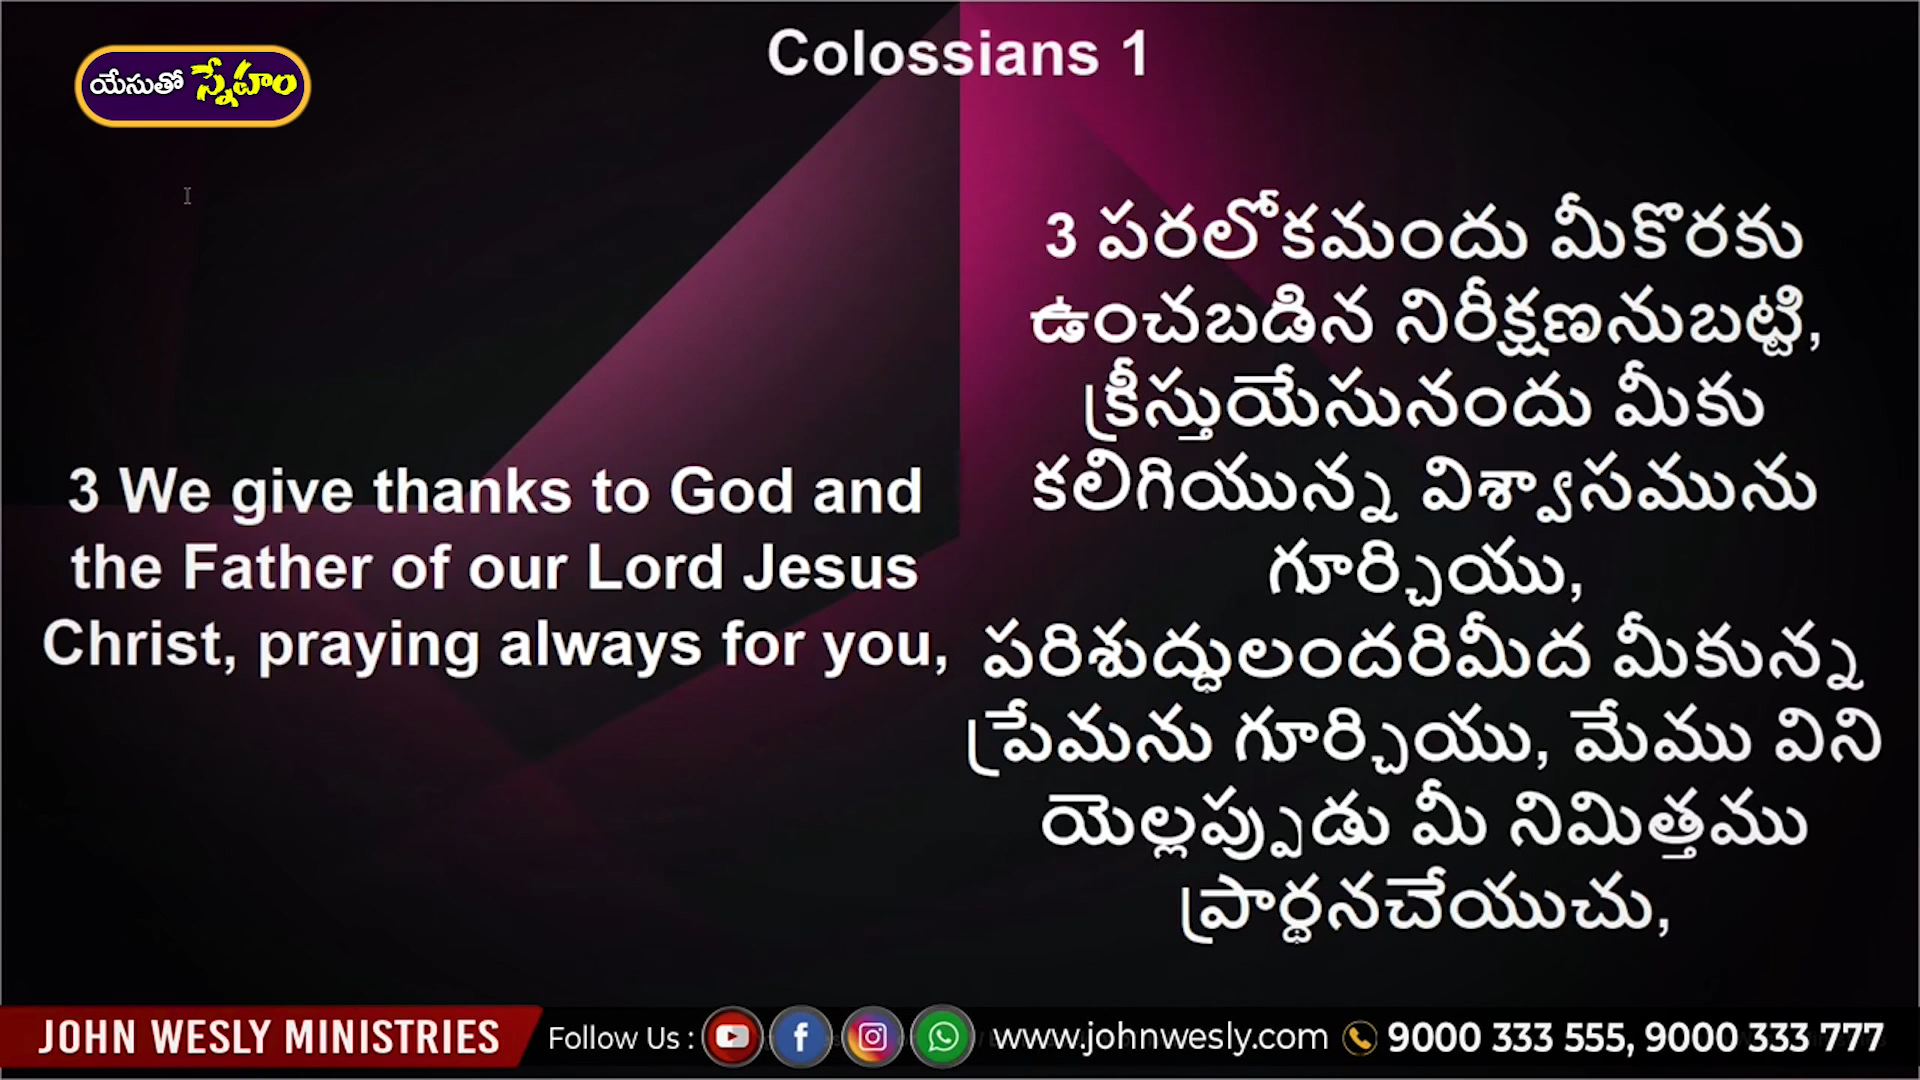 Colossians 1
యేసుతో స్నేహం
3 We give thanks to God and
the Father of our Lord Jesus
Christ, praying always for you,
3 పరలోకమందు మీకొరకు
ఉంచబడిన నిరీక్షణనుబట్టి,
క్రీస్తుయేసునందు మీకు
కలిగియున్న విశ్వాసమును
గూర్చియు,
పరిశుద్ధులందరిమీద మీకున్న
ప్రేమను గూర్చియు, మేము విని
యెల్లప్పుడు మీ నిమిత్తము
ప్రార్థనచేయుచు,
JOHN WESLY MINISTRIES Follow Us : www.johnwesly.com 9000 333 555, 9000 333 777